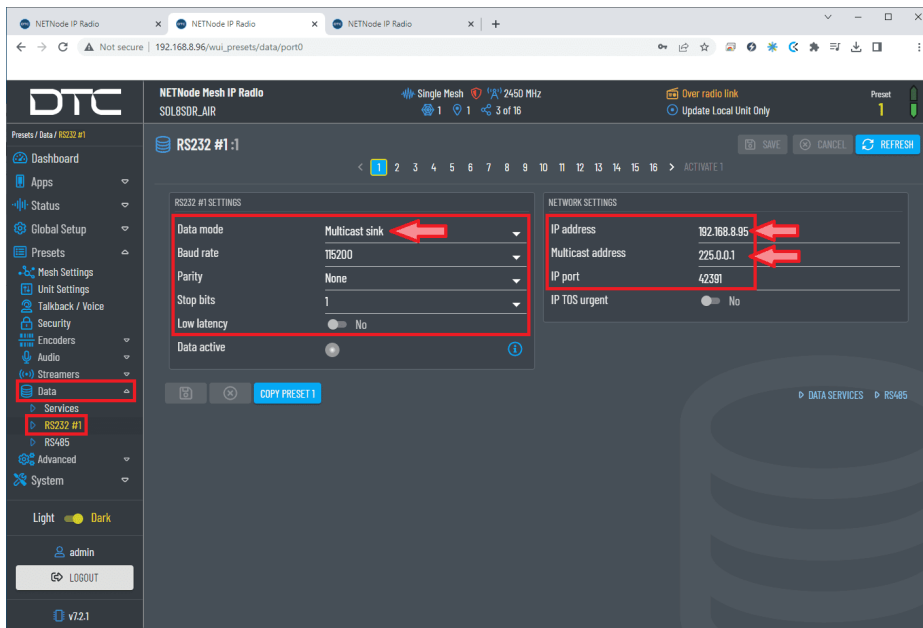 NETNode IP Radio
NETNode IP Radio
NETNode IP Radio
Not secure 192.168.8.96/wui_presets/data/port0
DTC
NETNode Mesh IP Radio
SOL8SDR_AIR
Single Mesh 2450 MHz
1 1 3 of 16
Over radio link
Update Local Unit Only
Preset
1
Presets / Data / RS232 #1
Dashboard
Apps
Status
Global Setup
Presets
Mesh Settings
Unit Settings
Talkback / Voice
Security
Encoders
Audio
Streamers
Data
Services
RS232 #1
RS485
Advanced
System
Light Dark
admin
LOGOUT
v7.2.1
RS232 #1 :1
SAVE CANCEL REFRESH
< 1 2 3 4 5 6 7 8 9 10 11 12 13 14 15 16 > ACTIVATE 1
RS232 #1 SETTINGS
Data mode Multicast sink
Baud rate 115200
Parity None
Stop bits 1
Low latency No
Data active
NETWORK SETTINGS
IP address 192.168.8.95
Multicast address 225.0.0.1
IP port 42391
IP TOS urgent No
COPY PRESET 1
DATA SERVICES RS485